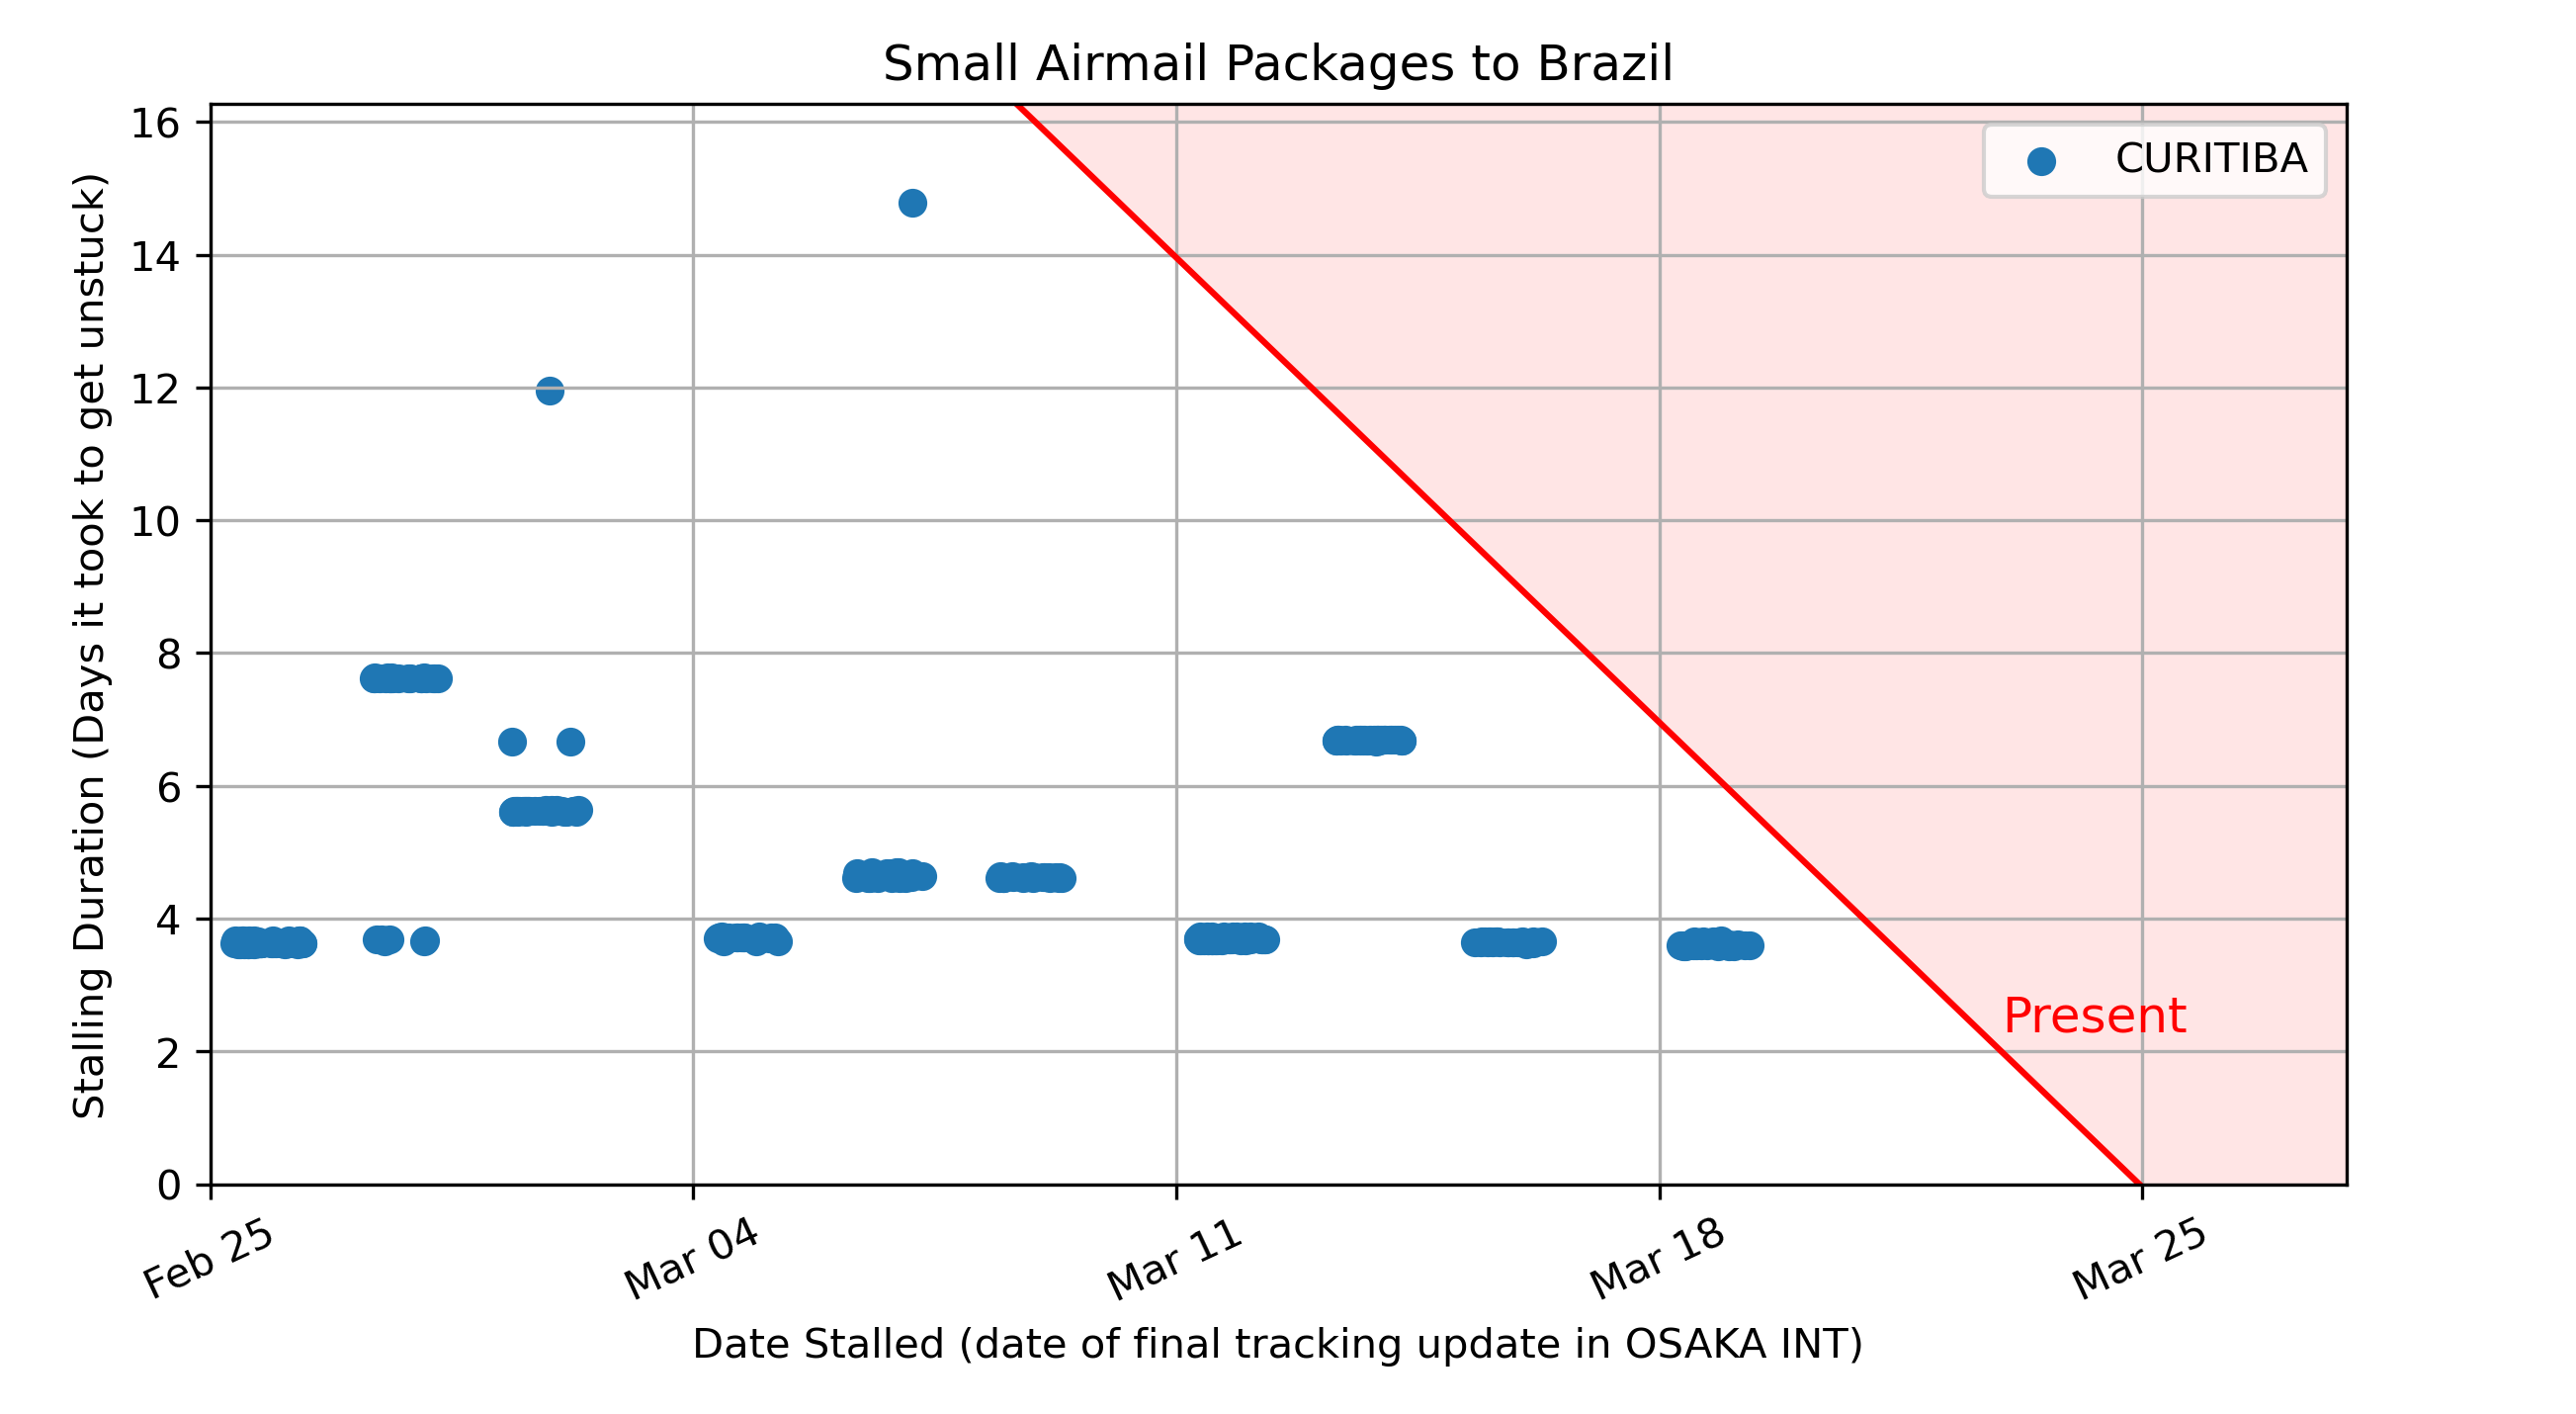 Small Airmail Packages to Brazil
Stalling Duration (Days it took to get unstuck)
16
14
12
10
8
6
4
2
0
CURITIBA
Present
Feb 25
Mar 04
Mar 11
Mar 18
Mar 25
Date Stalled (date of final tracking update in OSAKA INT)